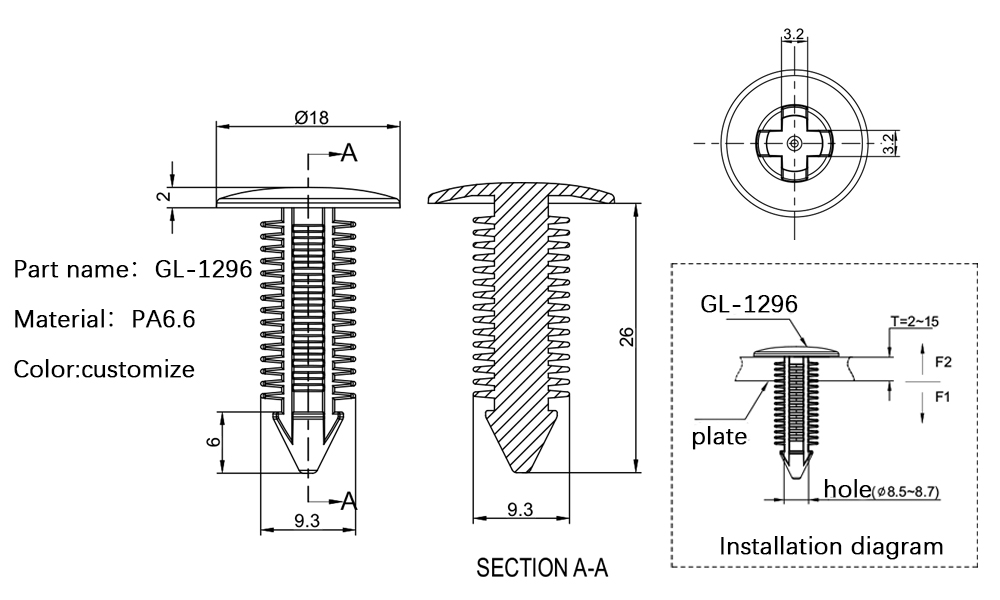 3.2
Ø18
A
3.2
2
Part name： GL-1296
Material： PA6.6
Color:customize
26
6
A
9.3
9.3
SECTION A-A
GL-1296
T=2~15
F2
F1
plate
hole(ø8.5~8.7)
Installation diagram